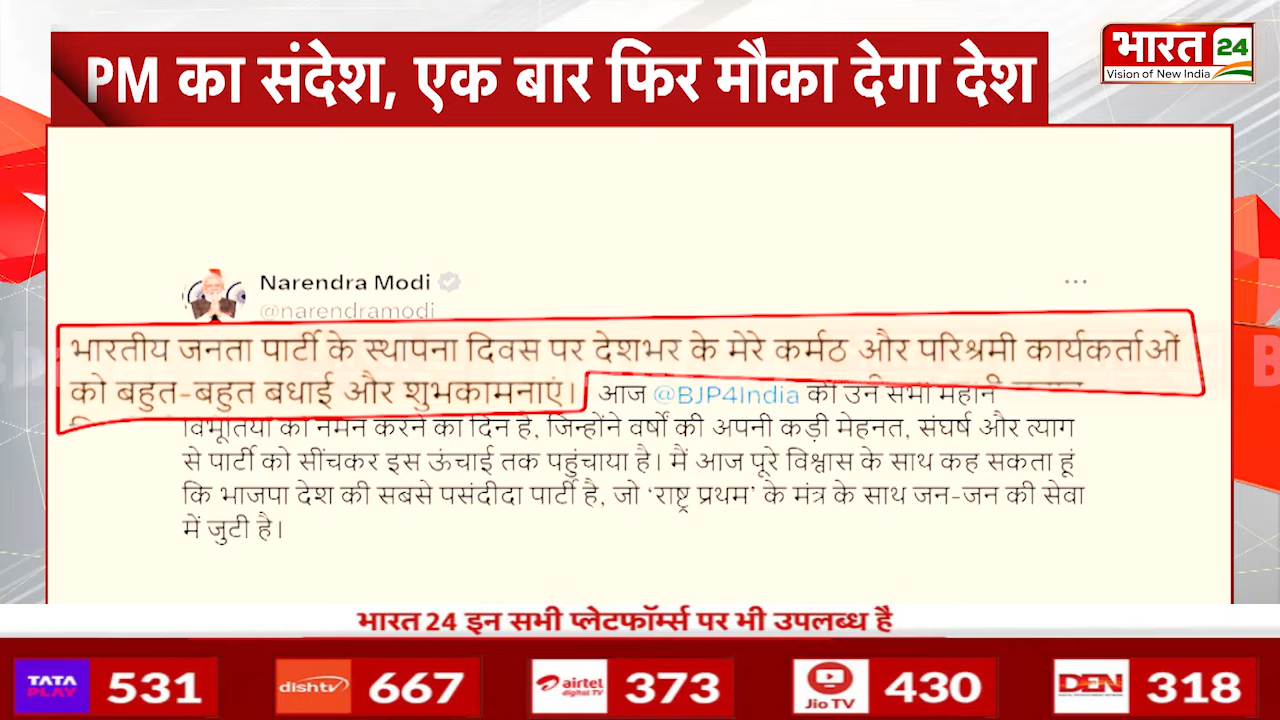 PM का संदेश, एक बार फिर मौका देगा देश
भारत 24
Vision of New India
Narendra Modi
@narendramodi
भारतीय जनता पार्टी के स्थापना दिवस पर देशभर के मेरे कर्मठ और परिश्रमी कार्यकर्ताओं
को बहुत-बहुत बधाई और शुभकामनाएं। आज @BJP4India की उन सभी महान
विभूतियों को नमन करने का दिन है, जिन्होंने वर्षों की अपनी कड़ी मेहनत, संघर्ष और त्याग
से पार्टी को सींचकर इस ऊंचाई तक पहुंचाया है। मैं आज पूरे विश्वास के साथ कह सकता हूं
कि भाजपा देश की सबसे पसंदीदा पार्टी है, जो ‘राष्ट्र प्रथम’ के मंत्र के साथ जन-जन की सेवा
में जुटी है।
भारत 24 इन सभी प्लेटफॉर्म्स पर भी उपलब्ध है
TATA PLAY 531
dishtv 667
airtel digital TV 373
JioTV 430
DEN 318